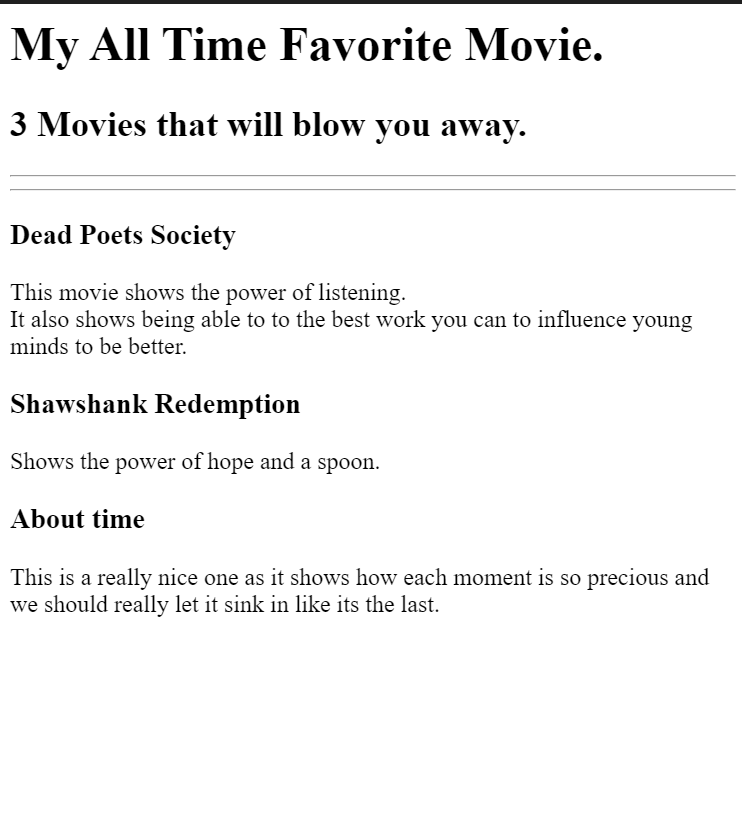 My All Time Favorite Movie.
3 Movies that will blow you away.
Dead Poets Society
This movie shows the power of listening.
It also shows being able to to the best work you can to influence young
minds to be better.
Shawshank Redemption
Shows the power of hope and a spoon.
About time
This is a really nice one as it shows how each moment is so precious and
we should really let it sink in like its the last.